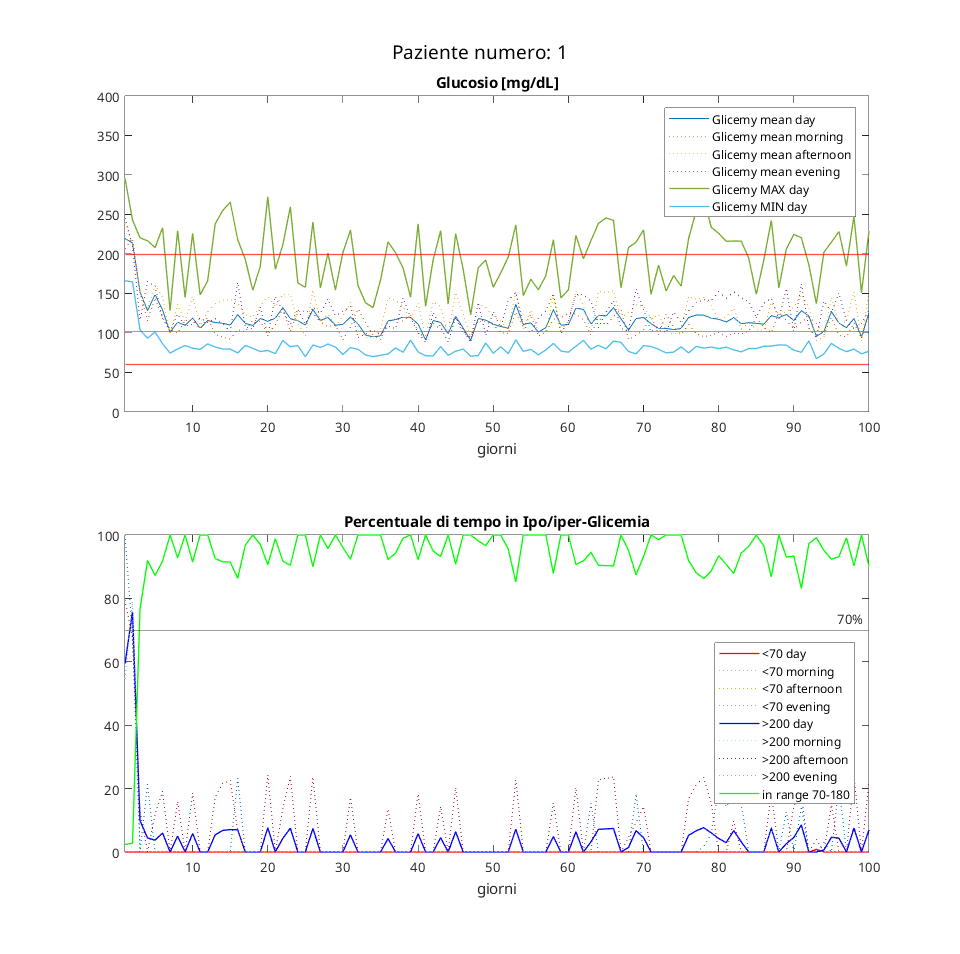 Paziente numero: 1
Glucosio [mg/dL]
400
350
300
250
200
150
100
50
0
Glicemy mean day
Glicemy mean morning
Glicemy mean afternoon
Glicemy mean evening
Glicemy MAX day
Glicemy MIN day
10 20 30 40 50 60 70 80 90 100
giorni
Percentuale di tempo in Ipo/iper-Glicemia
100
80
60
40
20
0
70%
<70 day
<70 morning
<70 afternoon
<70 evening
>200 day
>200 morning
>200 afternoon
>200 evening
in range 70-180
10 20 30 40 50 60 70 80 90 100
giorni